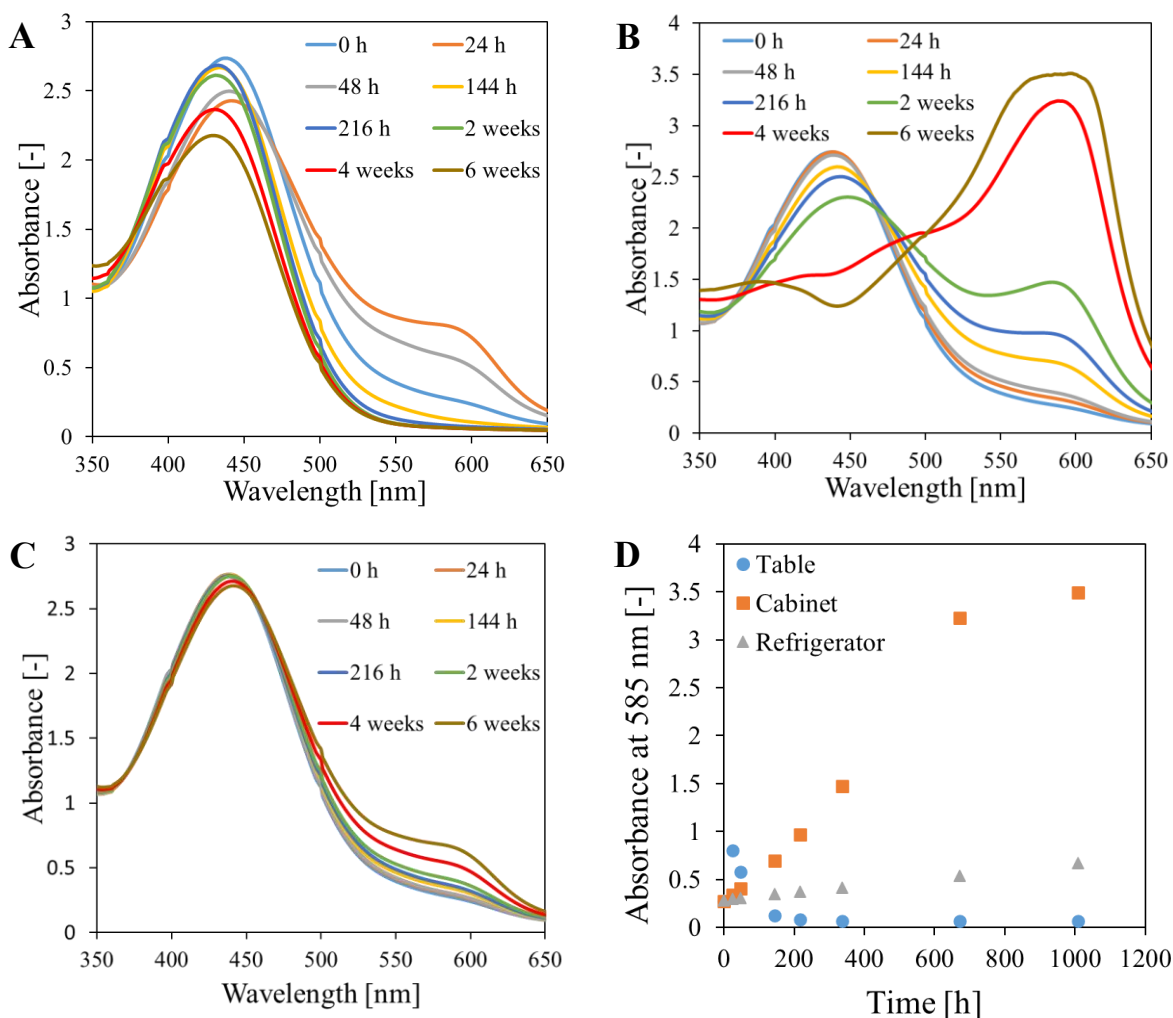 A
3
2.5
2
1.5
1
0.5
0
Absorbance [-]
0 h 24 h
48 h 144 h
216 h 2 weeks
4 weeks 6 weeks
350 400 450 500 550 600 650
Wavelength [nm]
B
4
3.5
3
2.5
2
1.5
1
0.5
0
Absorbance [-]
0 h 24 h
48 h 144 h
216 h 2 weeks
4 weeks 6 weeks
350 400 450 500 550 600 650
Wavelength [nm]
C
3
2.5
2
1.5
1
0.5
0
Absorbance [-]
0 h 24 h
48 h 144 h
216 h 2 weeks
4 weeks 6 weeks
350 400 450 500 550 600 650
Wavelength [nm]
D
4
3.5
3
2.5
2
1.5
1
0.5
0
Absorbance at 585 nm [-]
Table
Cabinet
Refrigerator
0 200 400 600 800 1000 1200
Time [h]